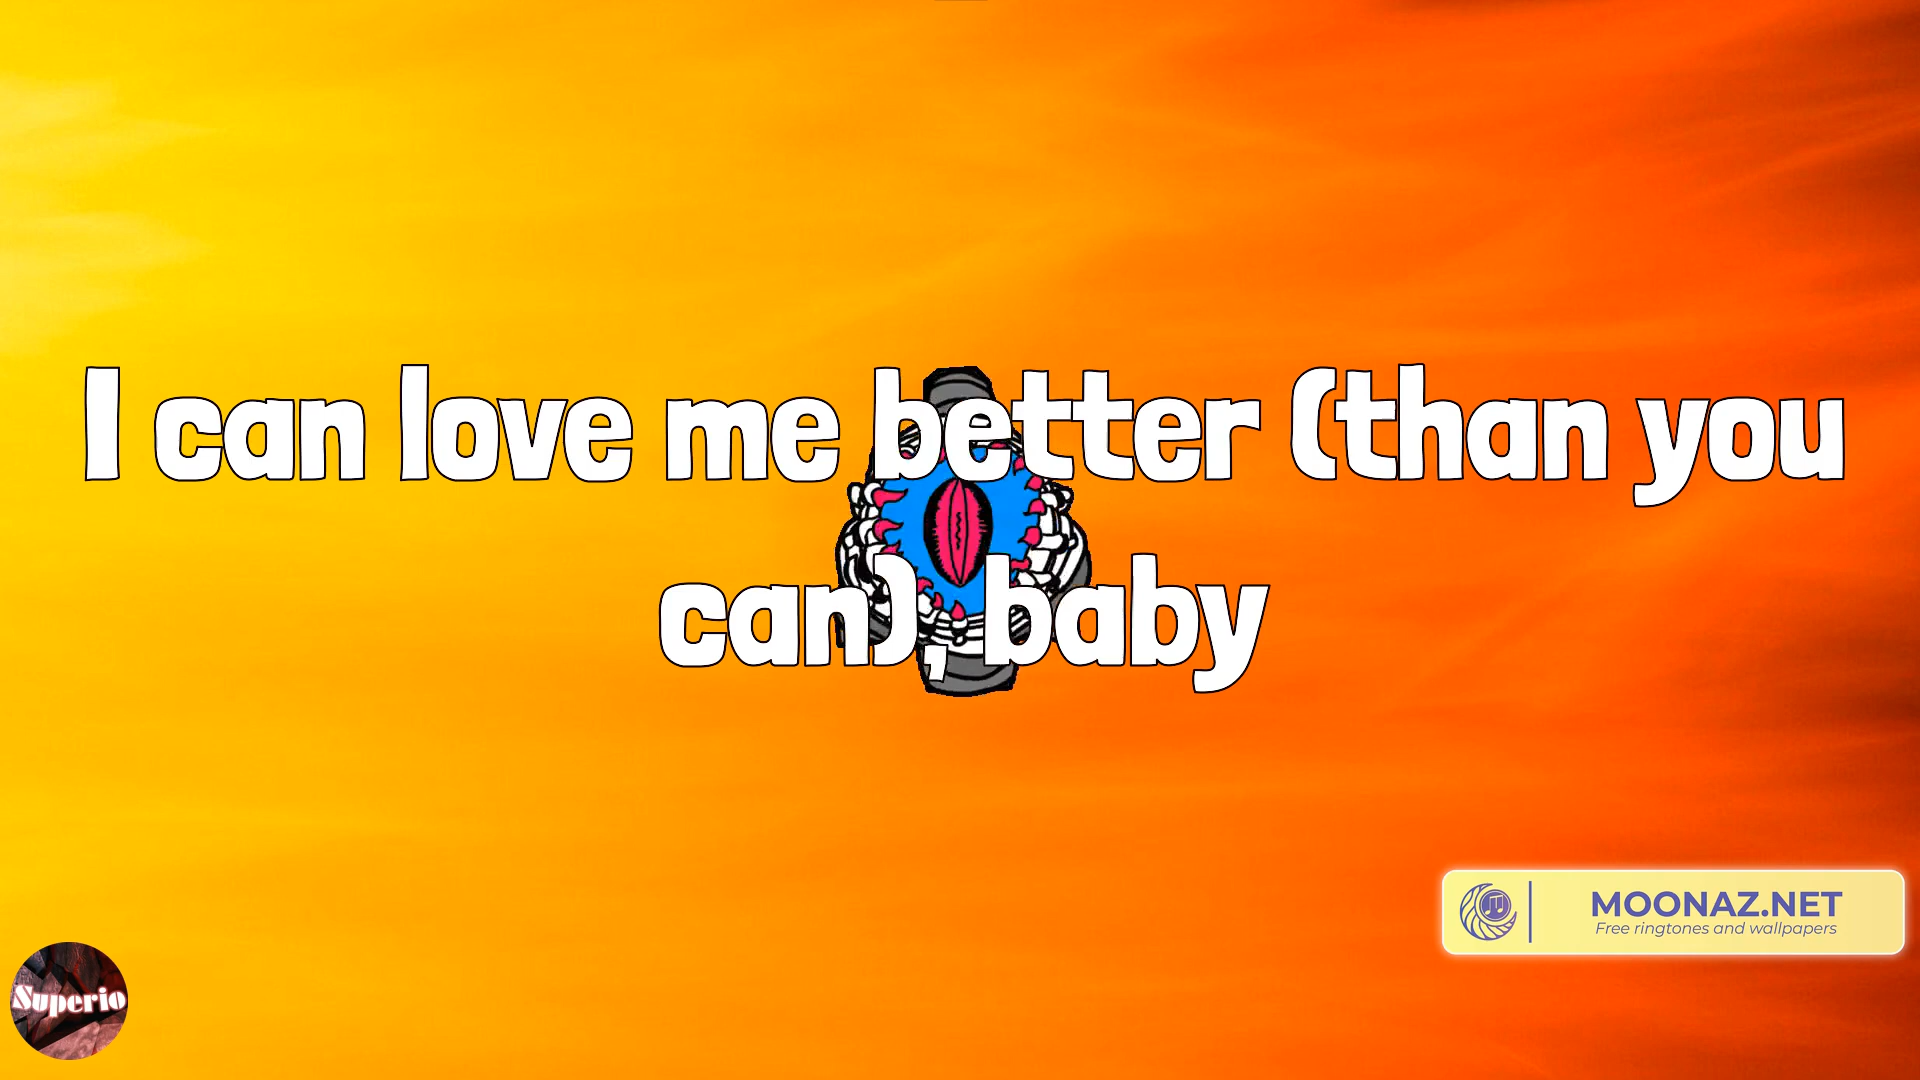 I can love me better (than you
can), baby
MOONAZ.NET
Free ringtones and wallpapers
Superio